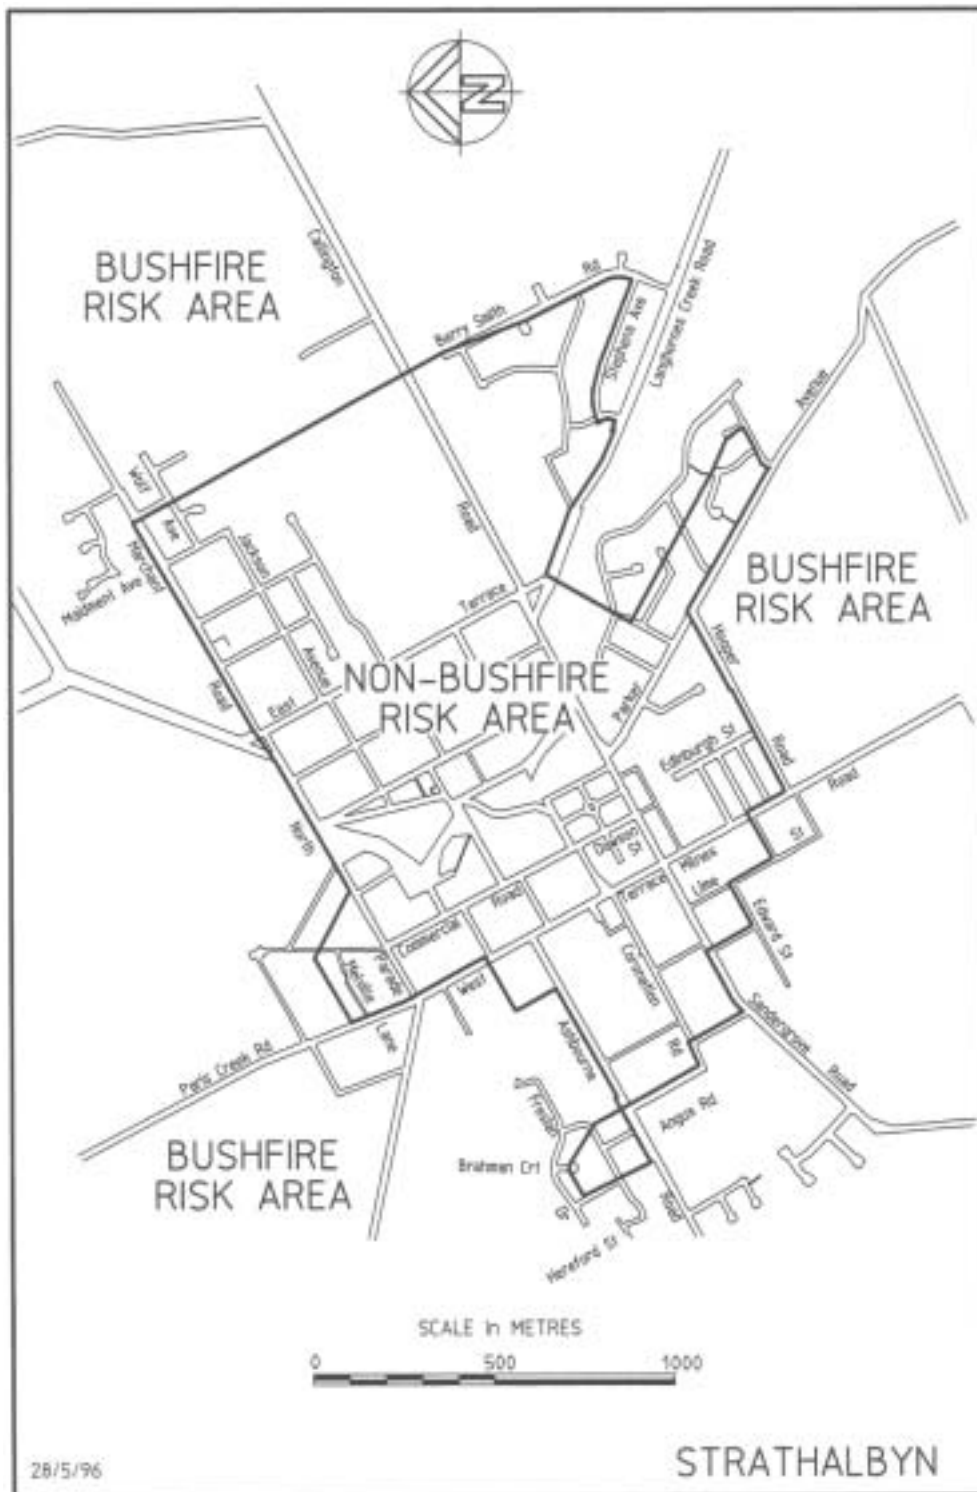 N
BUSHFIRE
RISK AREA
Callington
Road
Barry Smith
Rd
Stephens Ave
Langhornes Creek Road
Avenue
Wolf
Ave
Marchant
Road
Maidment Ave
Jackson
Avenue
Terrace
East
BUSHFIRE
RISK AREA
Hooper
Road
NON-BUSHFIRE
RISK AREA
Parker
Edinburgh St
Road
North
Dawson
St
Milnes
Terrace
Lime
St
Edward St
Commercial
Road
Parade
Lane
West
Coronation
Rd
Sandergrom
Road
Paris Creek Rd
Ashbourne
Road
Angus Rd
BUSHFIRE
RISK AREA
Brahman Crt
Dr
Hereford St
SCALE in METRES
0 500 1000
28/5/96
STRATHALBYN